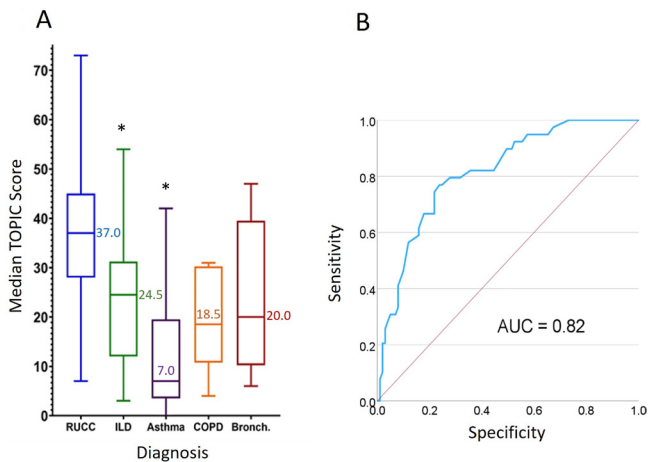 A
Median TOPIC Score
70
60
50
40
30
20
10
0
*
*
37.0
24.5
7.0
18.5
20.0
RUCC ILD Asthma COPD Bronch.
Diagnosis
B
Sensitivity
1.0
0.8
0.6
0.4
0.2
0.0
AUC = 0.82
0.0 0.2 0.4 0.6 0.8 1.0
Specificity